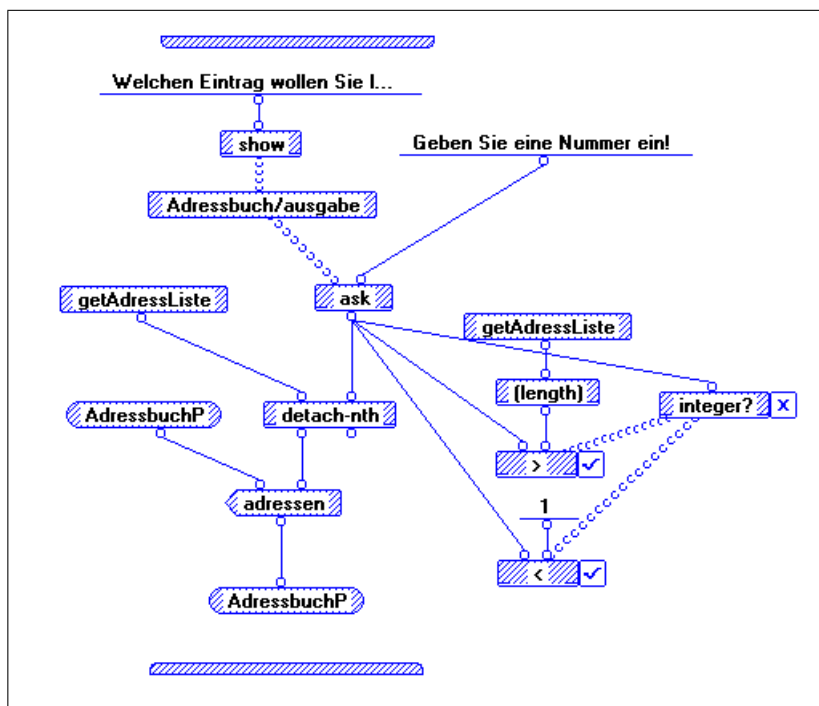 Welchen Eintrag wollen Sie l...
show
Geben Sie eine Nummer ein!
Adressbuch/ausgabe
getAdressListe
ask
getAdressListe
(length)
AdressbuchP
detach-nth
integer?
>
adressen
1
<
AdressbuchP